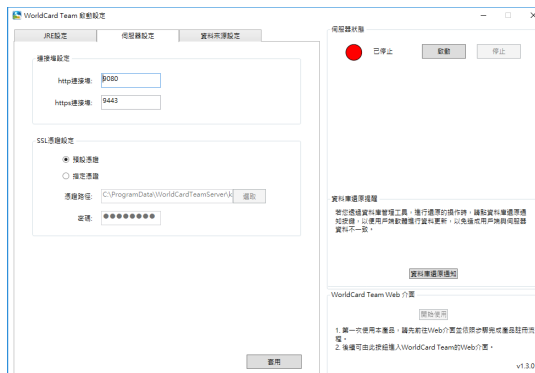 WorldCard Team 啟動設定
JRE設定
伺服器設定
資料來源設定
連接埠設定
http連接埠:
9080
https連接埠:
9443
SSL憑證設定
預設憑證
指定憑證
憑證路徑:
C:\ProgramData\WorldCardTeamServer\k
選取
密碼:
套用
伺服器狀態
已停止
啟動
停止
資料庫還原提醒
若您透過資料庫管理工具，進行還原的操作時，請點資料庫還原通
知按鈕，以便用戶端軟體進行資料更新，以免造成用戶端與伺服器
資料不一致。
資料庫還原通知
WorldCard Team Web 介面
開始使用
1. 第一次使用本產品，請先前往Web介面並依照步驟完成產品註冊流
程。
2. 後續可由此按鈕進入WorldCard Team的Web介面。
v1.3.0